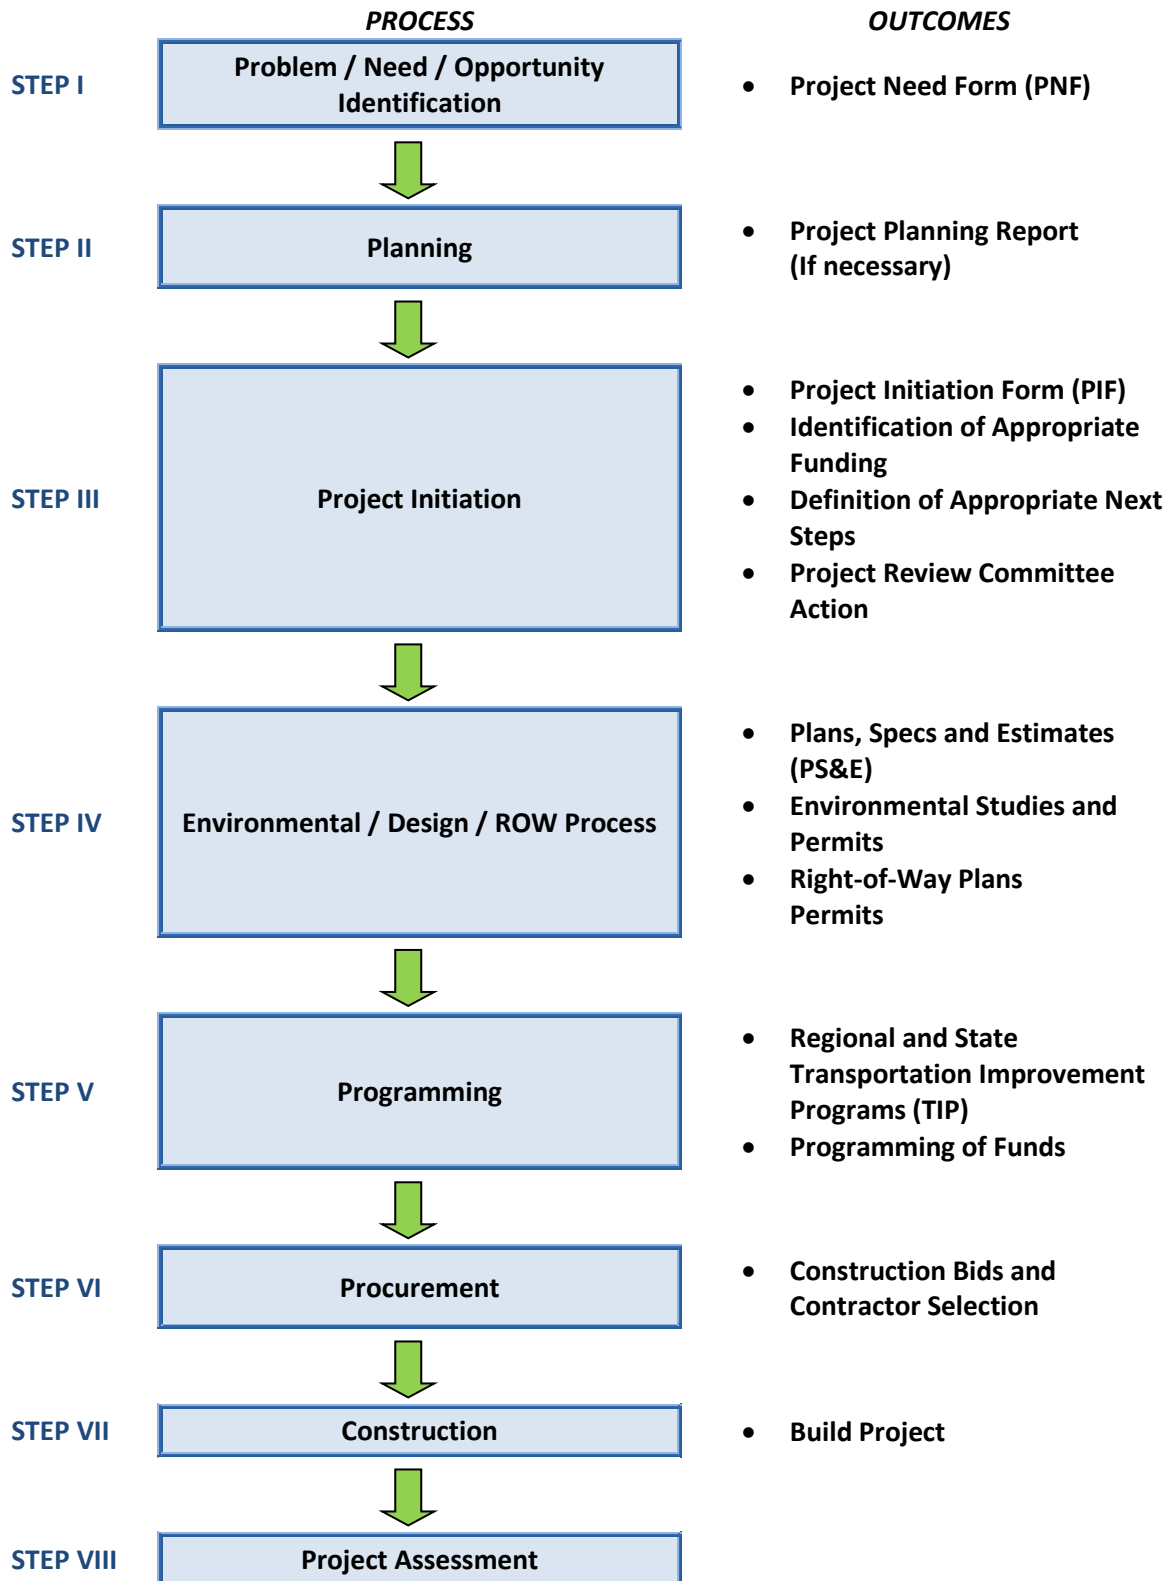 PROCESS OUTCOMES
STEP I
Problem / Need / Opportunity
Identification
• Project Need Form (PNF)
STEP II
Planning
• Project Planning Report
(If necessary)
STEP III
Project Initiation
• Project Initiation Form (PIF)
• Identification of Appropriate
Funding
• Definition of Appropriate Next
Steps
• Project Review Committee
Action
STEP IV
Environmental / Design / ROW Process
• Plans, Specs and Estimates
(PS&E)
• Environmental Studies and
Permits
• Right-of-Way Plans
Permits
STEP V
Programming
• Regional and State
Transportation Improvement
Programs (TIP)
• Programming of Funds
STEP VI
Procurement
• Construction Bids and
Contractor Selection
STEP VII
Construction
• Build Project
STEP VIII
Project Assessment